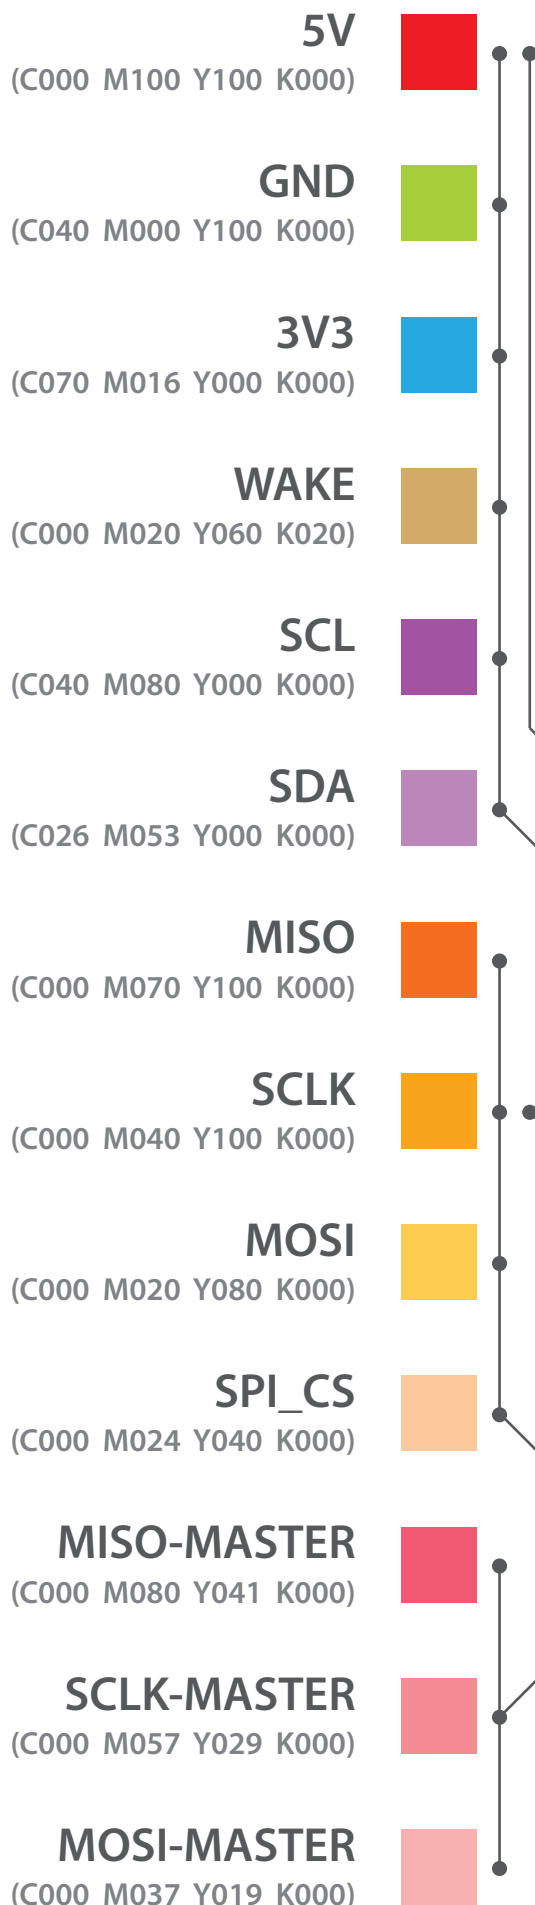 5V
(C000 M100 Y100 K000)
GND
(C040 M000 Y100 K000)
3V3
(C070 M016 Y000 K000)
WAKE
(C000 M020 Y060 K020)
SCL
(C040 M080 Y000 K000)
SDA
(C026 M053 Y000 K000)
MISO
(C000 M070 Y100 K000)
SCLK
(C000 M040 Y100 K000)
MOSI
(C000 M020 Y080 K000)
SPI_CS
(C000 M024 Y040 K000)
MISO-MASTER
(C000 M080 Y041 K000)
SCLK-MASTER
(C000 M057 Y029 K000)
MOSI-MASTER
(C000 M037 Y019 K000)